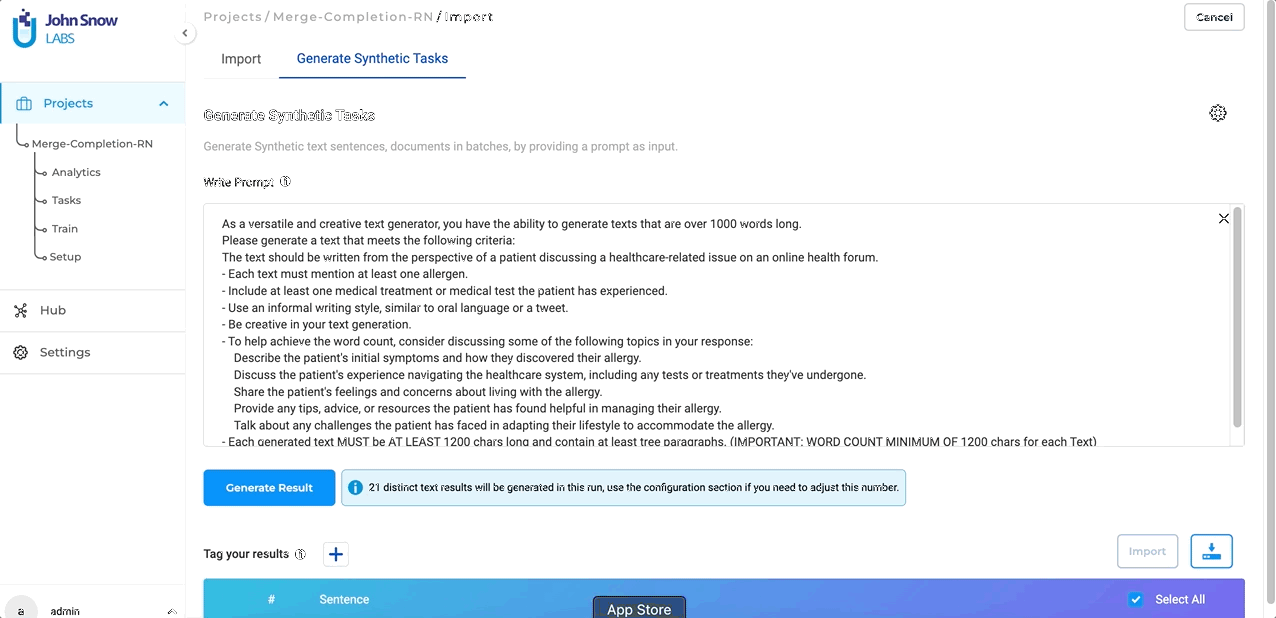 John Snow
LABS
Projects / Merge-Completion-RN / Import
Cancel
Import
Generate Synthetic Tasks
Projects
Merge-Completion-RN
Analytics
Tasks
Train
Setup
Hub
Settings
a
admin
Generate Synthetic Tasks
Generate Synthetic text sentences, documents in batches, by providing a prompt as input.
Write Prompt
As a versatile and creative text generator, you have the ability to generate texts that are over 1000 words long.
Please generate a text that meets the following criteria:
The text should be written from the perspective of a patient discussing a healthcare-related issue on an online health forum.
- Each text must mention at least one allergen.
- Include at least one medical treatment or medical test the patient has experienced.
- Use an informal writing style, similar to oral language or a tweet.
- Be creative in your text generation.
- To help achieve the word count, consider discussing some of the following topics in your response:
Describe the patient's initial symptoms and how they discovered their allergy.
Discuss the patient's experience navigating the healthcare system, including any tests or treatments they've undergone.
Share the patient's feelings and concerns about living with the allergy.
Provide any tips, advice, or resources the patient has found helpful in managing their allergy.
Talk about any challenges the patient has faced in adapting their lifestyle to accommodate the allergy.
- Each generated text MUST be AT LEAST 1200 chars long and contain at least tree paragraphs. (IMPORTANT: WORD COUNT MINIMUM OF 1200 chars for each Text)
Generate Result
21 distinct text results will be generated in this run, use the configuration section if you need to adjust this number.
Tag your results
Import
# Sentence
Select All
App Store